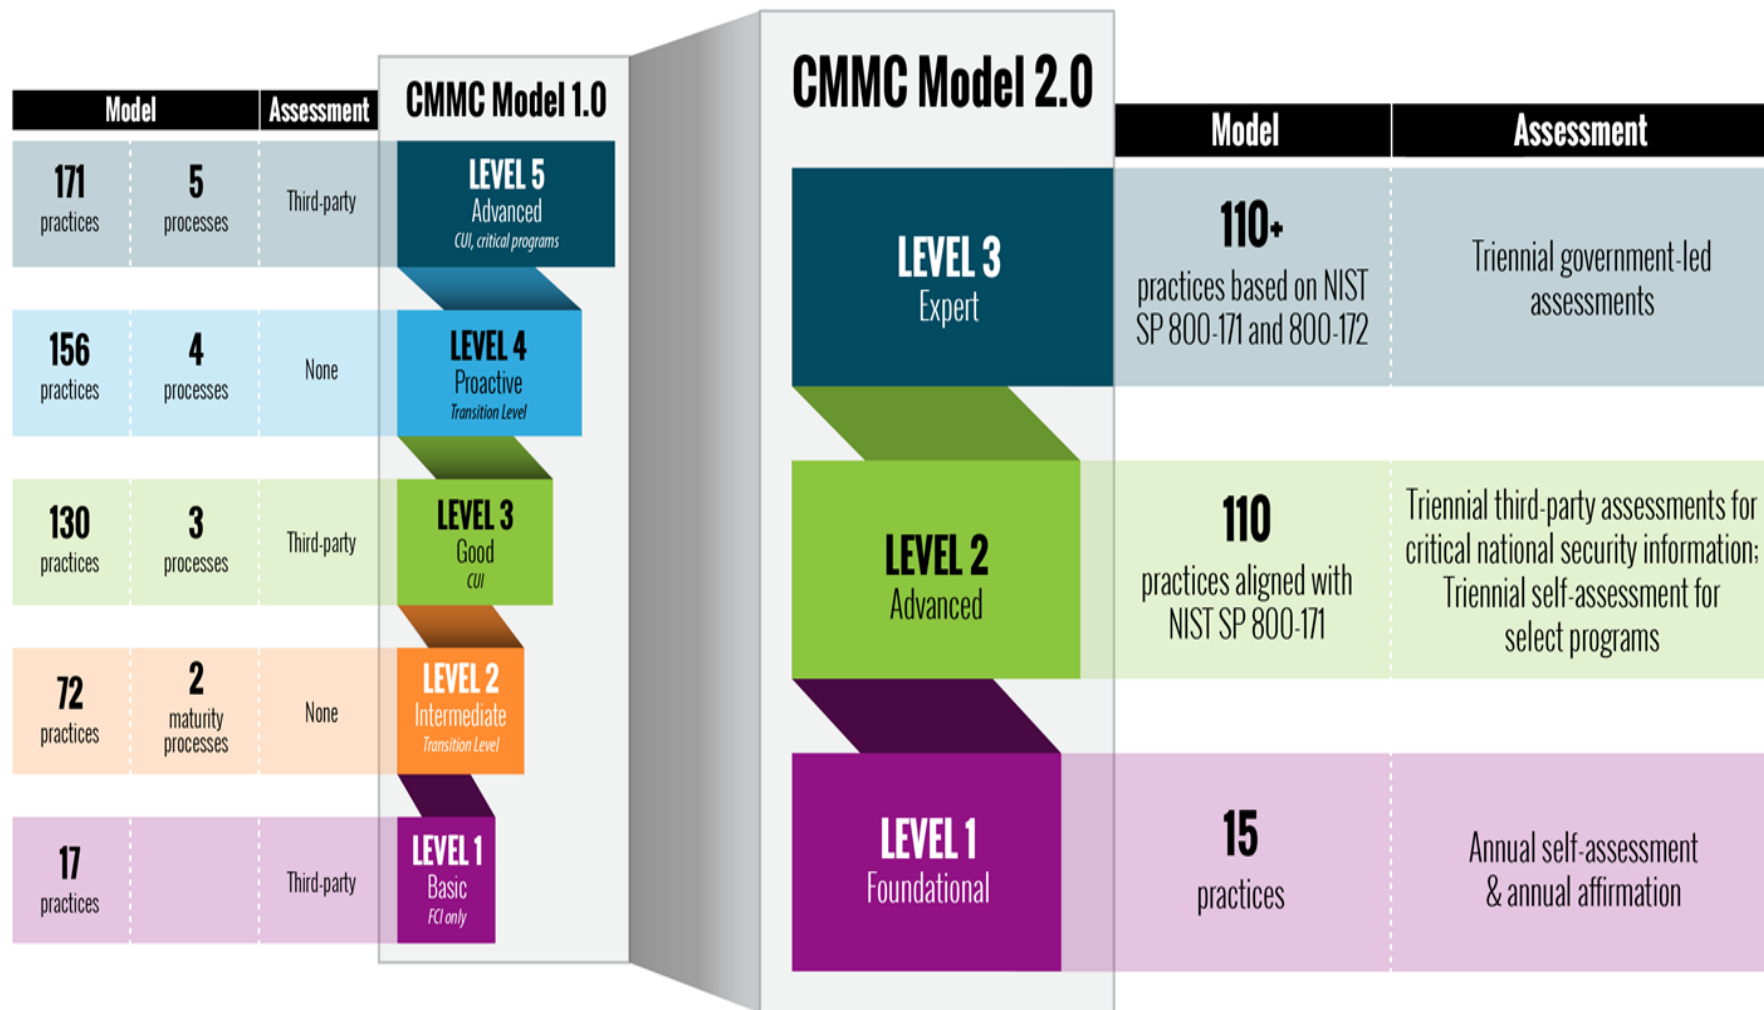 CMMC Model 1.0
Model
Assessment
171
practices
5
processes
Third-party
LEVEL 5
Advanced
CUI, critical programs
156
practices
4
processes
None
LEVEL 4
Proactive
Transition Level
130
practices
3
processes
Third-party
LEVEL 3
Good
CUI
72
practices
2
maturity
processes
None
LEVEL 2
Intermediate
Transition Level
17
practices
Third-party
LEVEL 1
Basic
FCI only
CMMC Model 2.0
Model
Assessment
LEVEL 3
Expert
110+
practices based on NIST
SP 800-171 and 800-172
Triennial government-led
assessments
LEVEL 2
Advanced
110
practices aligned with
NIST SP 800-171
Triennial third-party assessments for
critical national security information;
Triennial self-assessment for
select programs
LEVEL 1
Foundational
15
practices
Annual self-assessment
& annual affirmation